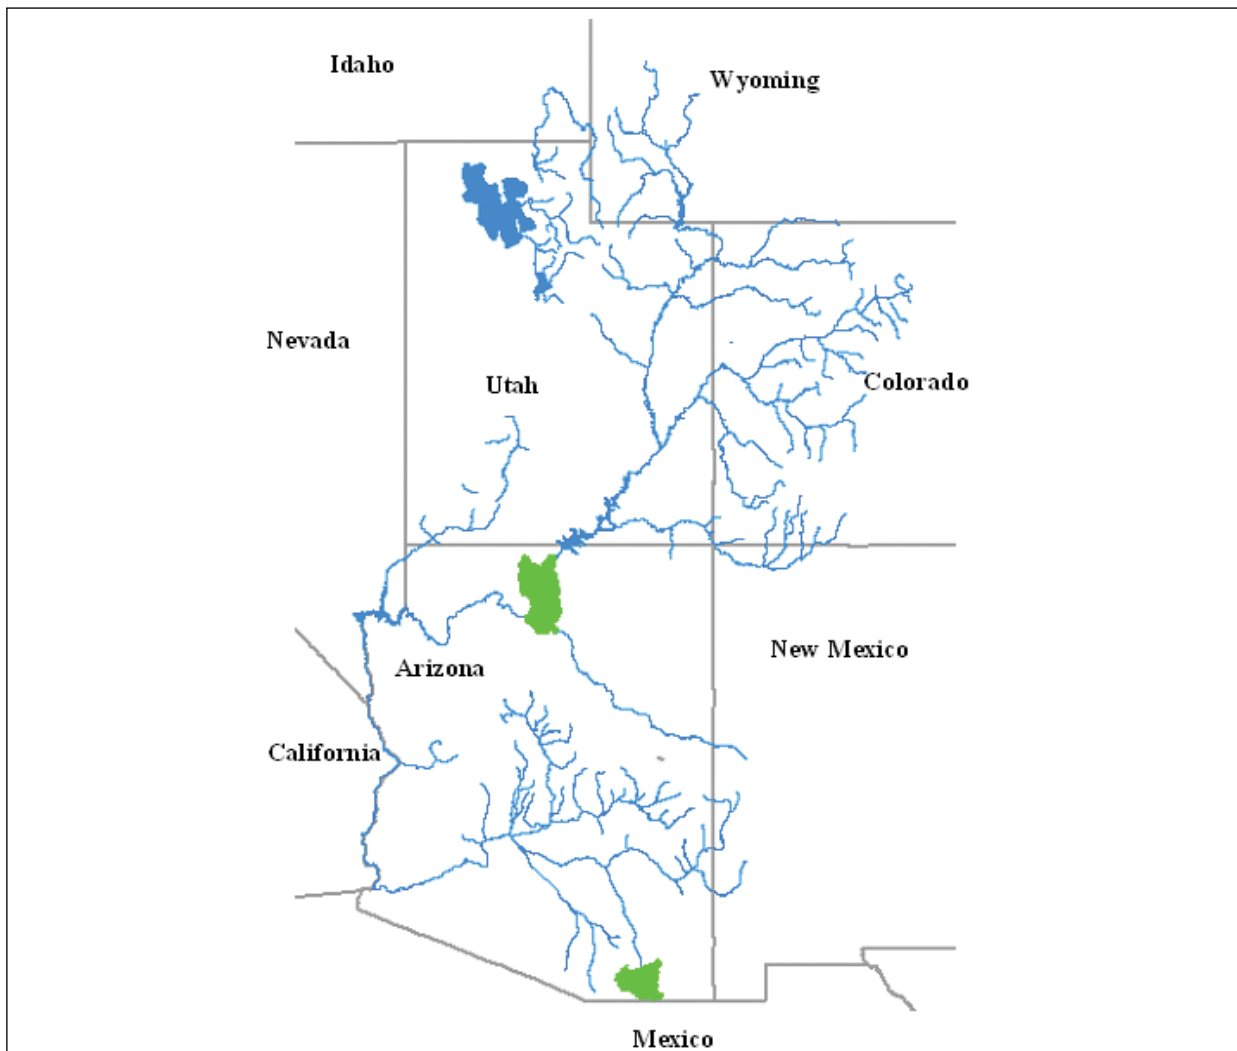 Idaho
Wyoming
Nevada
Utah
Colorado
New Mexico
Arizona
California
Mexico